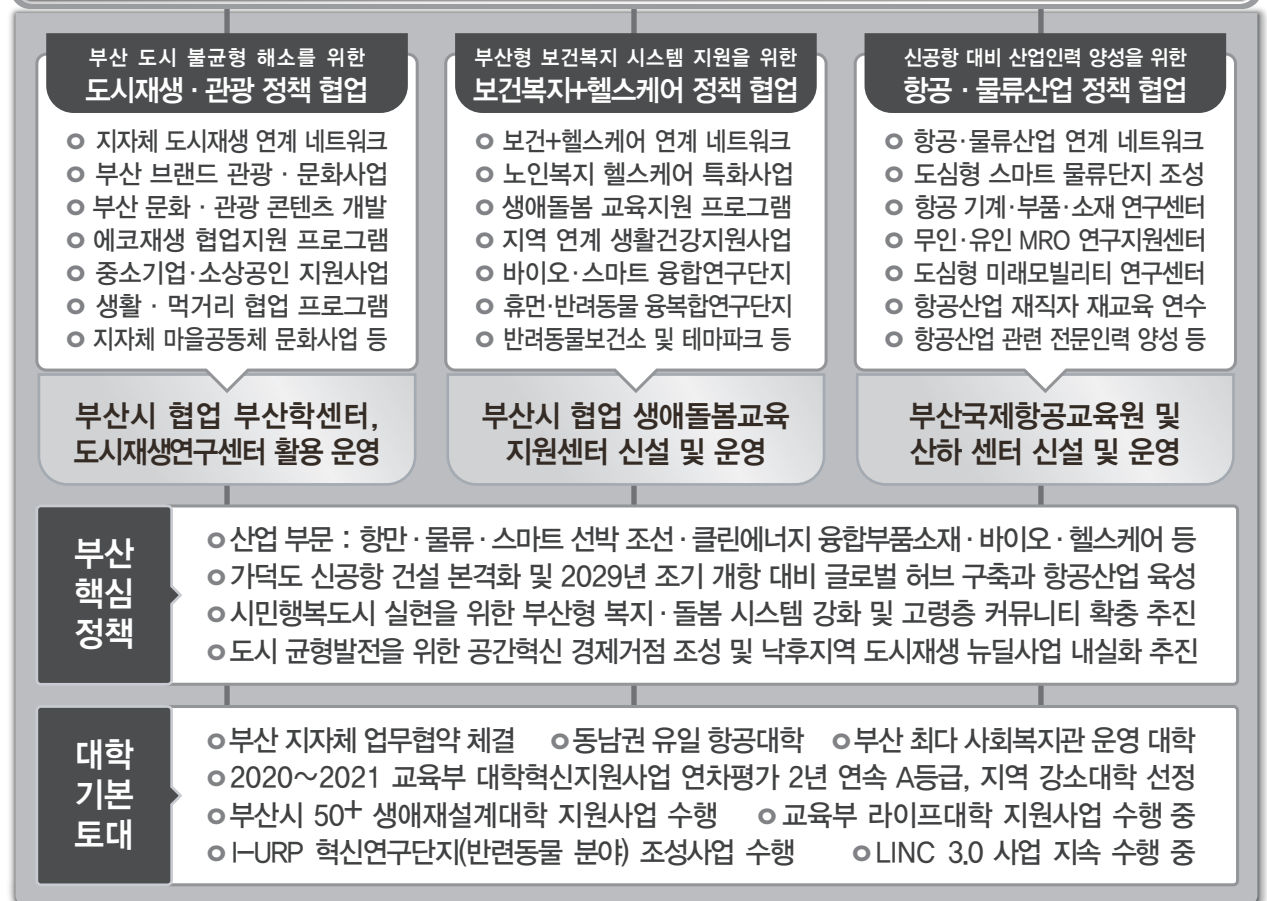 부산 도시 불균형 해소를 위한
도시재생 · 관광 정책 협업
지자체 도시재생 연계 네트워크
부산 브랜드 관광 · 문화사업
부산 문화 · 관광 콘텐츠 개발
에코재생 협업지원 프로그램
중소기업·소상공인 지원사업
생활 · 먹거리 협업 프로그램
지자체 마을공동체 문화사업 등
부산시 협업 부산학센터,
도시재생연구센터 활용 운영
부산형 보건복지 시스템 지원을 위한
보건복지+헬스케어 정책 협업
보건+헬스케어 연계 네트워크
노인복지 헬스케어 특화사업
생애돌봄 교육지원 프로그램
지역 연계 생활건강지원사업
바이오·스마트 융합연구단지
휴먼·반려동물 융복합연구단지
반려동물보건소 및 테마파크 등
부산시 협업 생애돌봄교육
지원센터 신설 및 운영
신공항 대비 산업인력 양성을 위한
항공 · 물류산업 정책 협업
항공·물류산업 연계 네트워크
도심형 스마트 물류단지 조성
항공 기계·부품·소재 연구센터
무인·유인 MRO 연구지원센터
도심형 미래모빌리티 연구센터
항공산업 재직자 재교육 연수
항공산업 관련 전문인력 양성 등
부산국제항공교육원 및
산하 센터 신설 및 운영
부산
핵심
정책
산업 부문 : 항만 · 물류 · 스마트 선박 조선 · 클린에너지 융합부품소재 · 바이오 · 헬스케어 등
가덕도 신공항 건설 본격화 및 2029년 조기 개항 대비 글로벌 허브 구축과 항공산업 육성
시민행복도시 실현을 위한 부산형 복지 · 돌봄 시스템 강화 및 고령층 커뮤니티 확충 추진
도시 균형발전을 위한 공간혁신 경제거점 조성 및 낙후지역 도시재생 뉴딜사업 내실화 추진
대학
기본
토대
부산 지자체 업무협약 체결 동남권 유일 항공대학 부산 최다 사회복지관 운영 대학
2020~2021 교육부 대학혁신지원사업 연차평가 2년 연속 A등급, 지역 강소대학 선정
부산시 50+ 생애재설계대학 지원사업 수행 교육부 라이프대학 지원사업 수행 중
I-URP 혁신연구단지(반련동물 분야) 조성사업 수행 LINC 3.0 사업 지속 수행 중